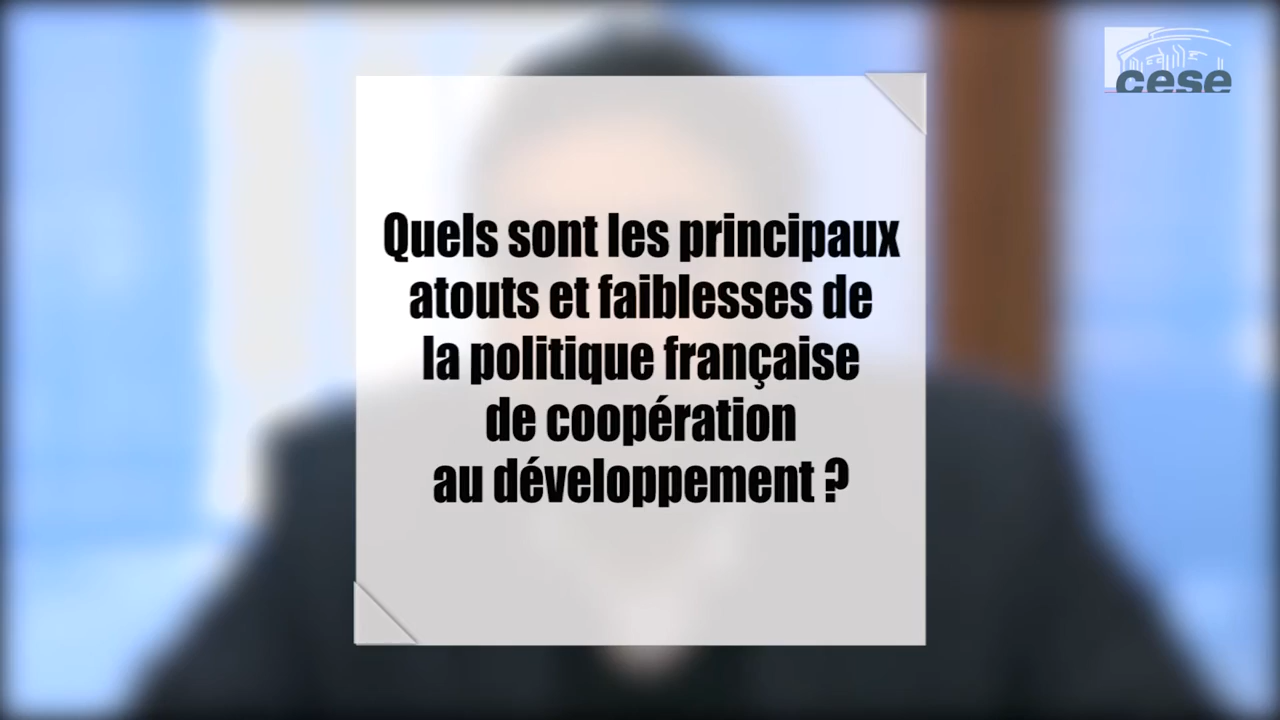 cese
Quels sont les principaux
atouts et faiblesses de
la politique française
de coopération
au développement ?